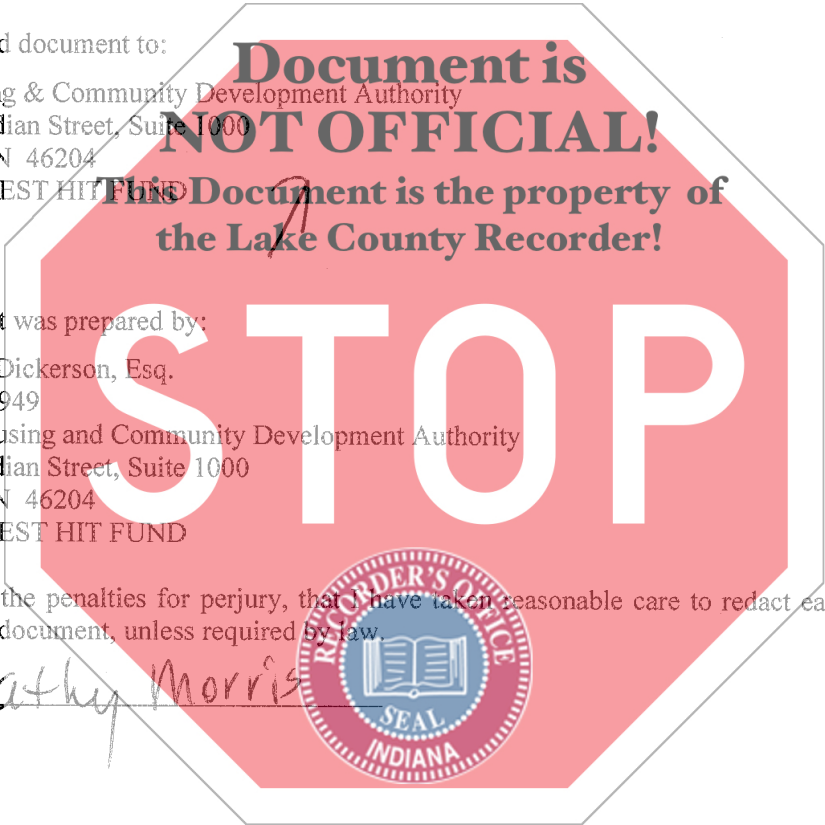 d document to:
Document is
g & Community Development Authority
dian Street, Suite 1000
NOT OFFICIAL!
N 46204
EST HIT FUND
This Document is the property of
the Lake County Recorder!
t was prepared by:
STOP
Dickerson, Esq.
949
using and Community Development Authority
dian Street, Suite 1000
N 46204
EST HIT FUND
RECORDER'S OFFICE
the penalties for perjury, that I have taken reasonable care to redact ea
document, unless required by law.
athy Morris
SEAL
INDIANA